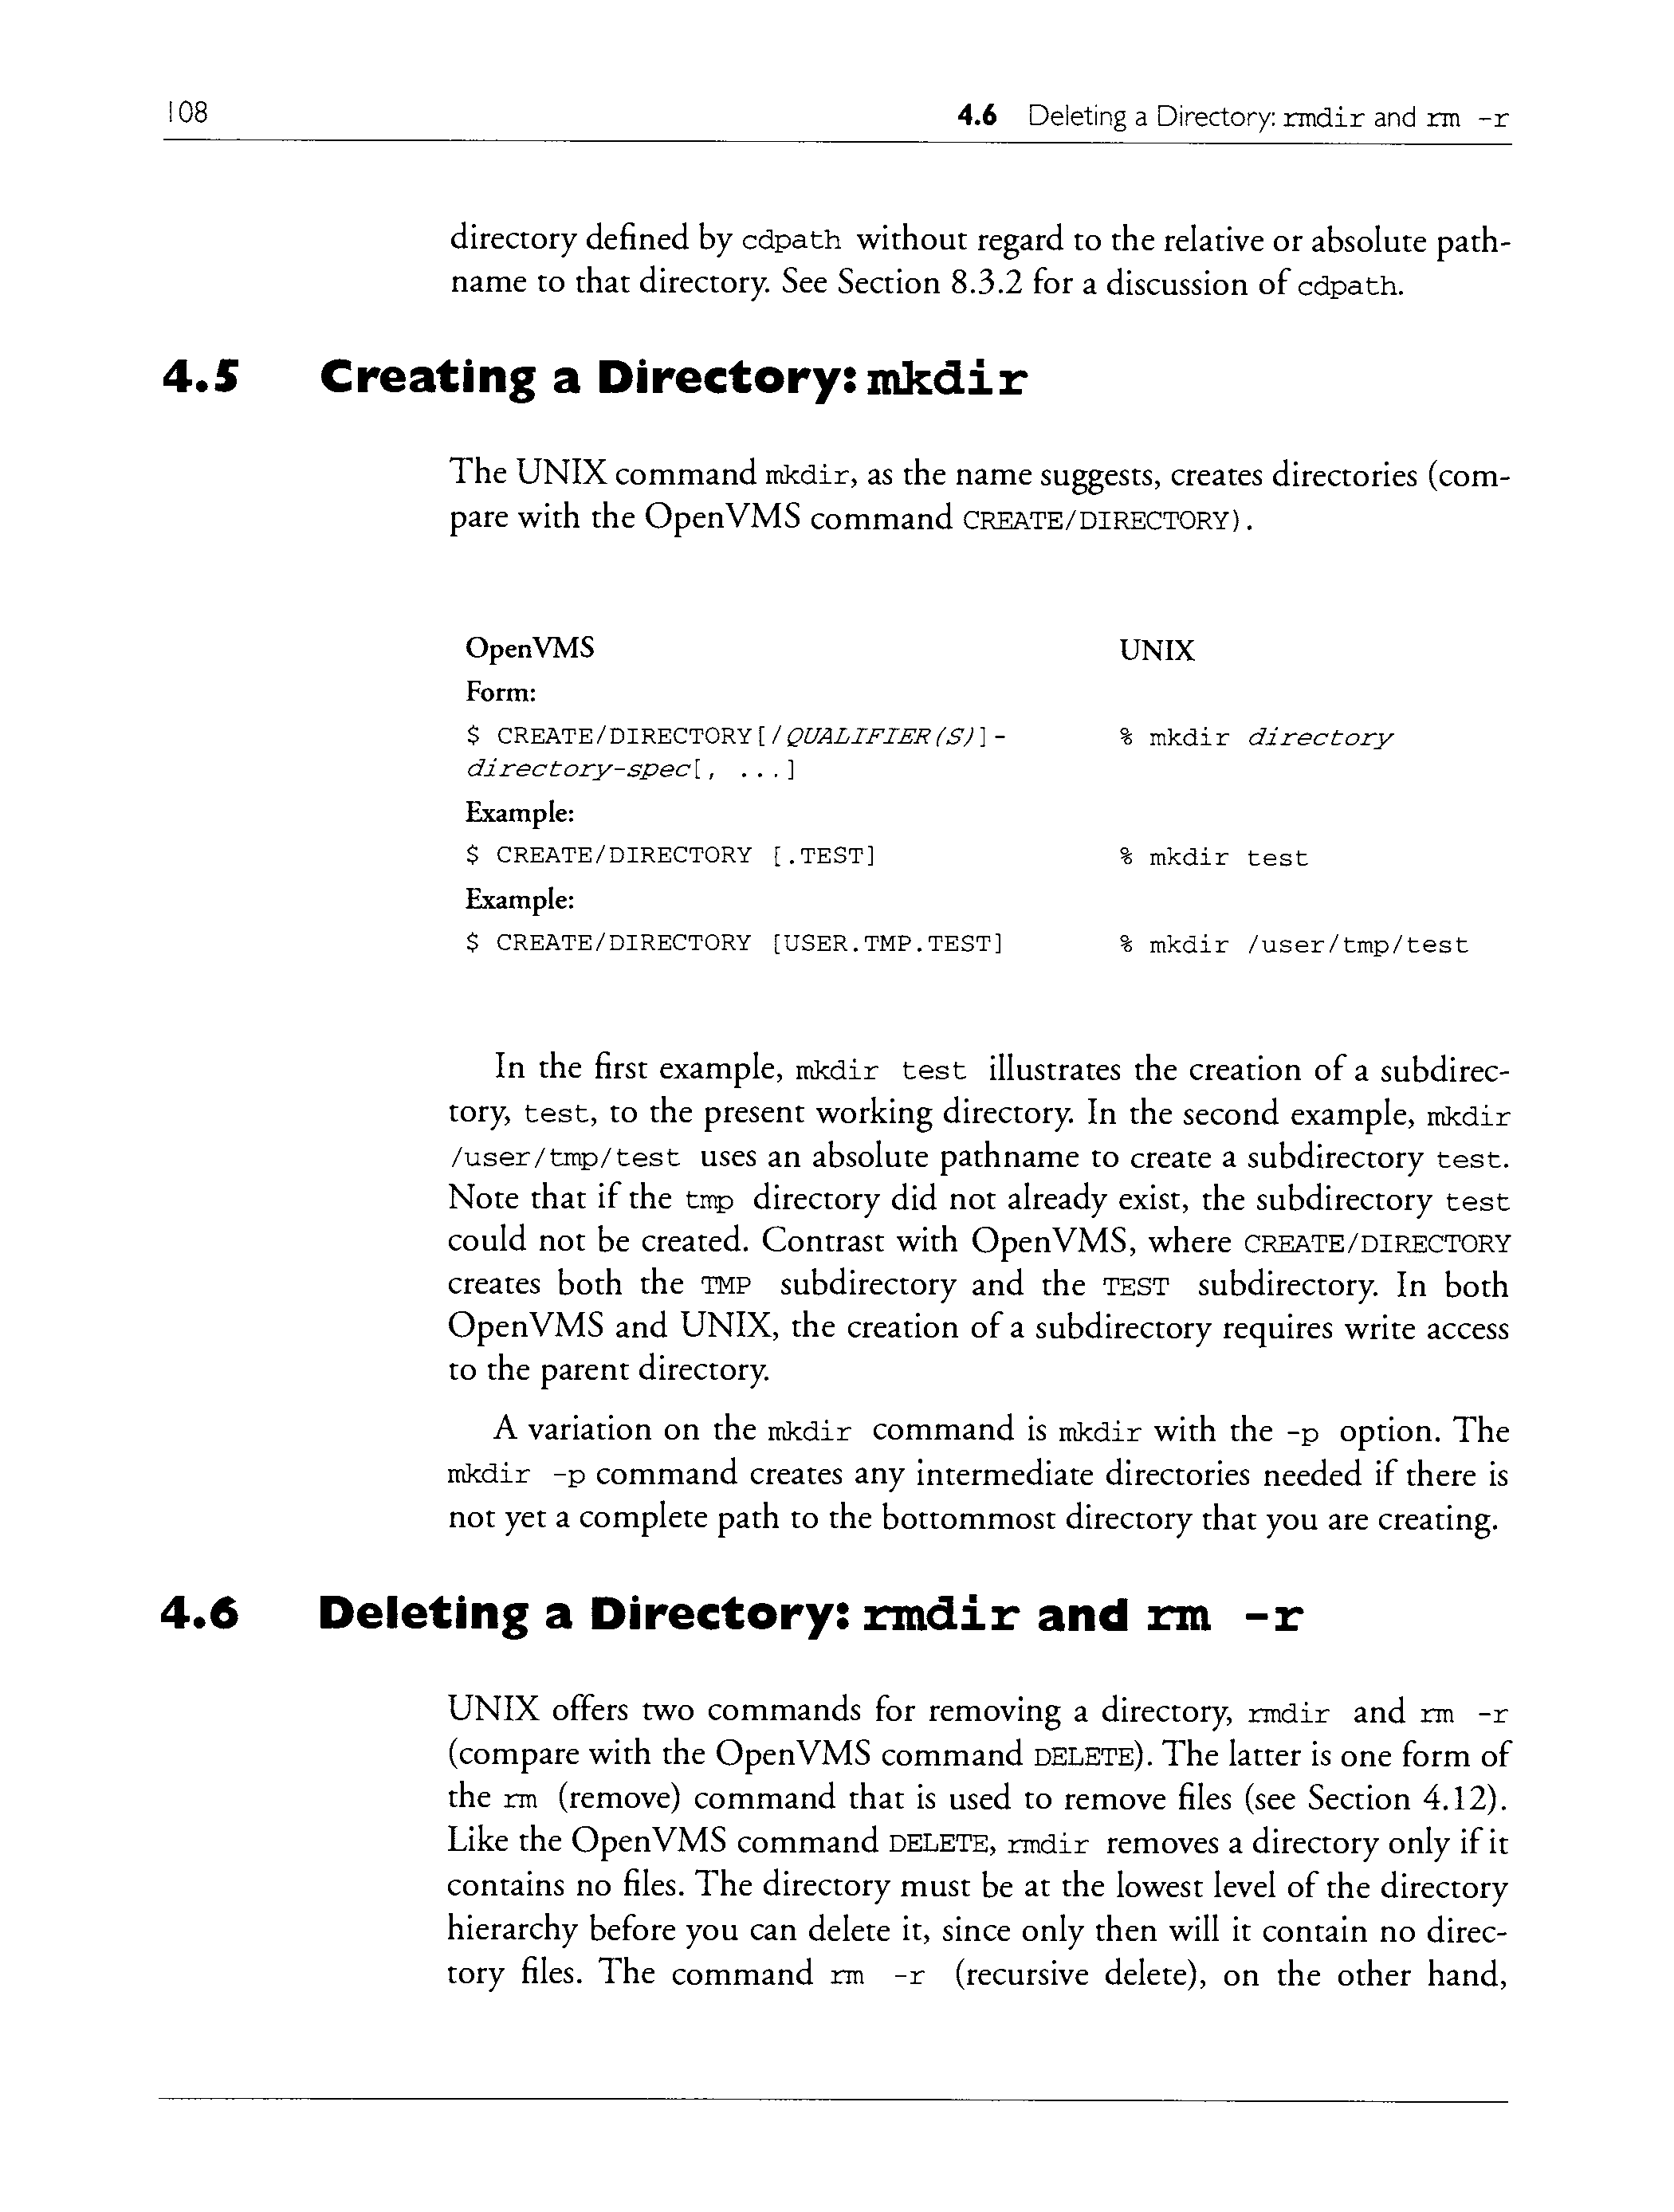 108
4.6 Deleting a Directory: rmdir and rm -r
directory defined by cdpath without regard to the relative or absolute path-
name to that directory. See Section 8.3.2 for a discussion of cdpath.
4.5 Creating a Directory: mkdir
The UNIX command mkdir, as the name suggests, creates directories (com-
pare with the OpenVMS command CREATE/DIRECTORY).
OpenVMS UNIX
Form:
$ CREATE/DIRECTORY[/QUALIFIER(S)]- % mkdir directory
directory-spec[, ...]
Example:
$ CREATE/DIRECTORY [.TEST] % mkdir test
Example:
$ CREATE/DIRECTORY [USER.TMP.TEST] % mkdir /user/tmp/test
In the first example, mkdir test illustrates the creation of a subdirec-
tory, test, to the present working directory. In the second example, mkdir
/user/tmp/test uses an absolute pathname to create a subdirectory test.
Note that if the tmp directory did not already exist, the subdirectory test
could not be created. Contrast with OpenVMS, where CREATE/DIRECTORY
creates both the TMP subdirectory and the TEST subdirectory. In both
OpenVMS and UNIX, the creation of a subdirectory requires write access
to the parent directory.
A variation on the mkdir command is mkdir with the -p option. The
mkdir -p command creates any intermediate directories needed if there is
not yet a complete path to the bottommost directory that you are creating.
4.6 Deleting a Directory: rmdir and rm -r
UNIX offers two commands for removing a directory, rmdir and rm -r
(compare with the OpenVMS command DELETE). The latter is one form of
the rm (remove) command that is used to remove files (see Section 4.12).
Like the OpenVMS command DELETE, rmdir removes a directory only if it
contains no files. The directory must be at the lowest level of the directory
hierarchy before you can delete it, since only then will it contain no direc-
tory files. The command rm -r (recursive delete), on the other hand,